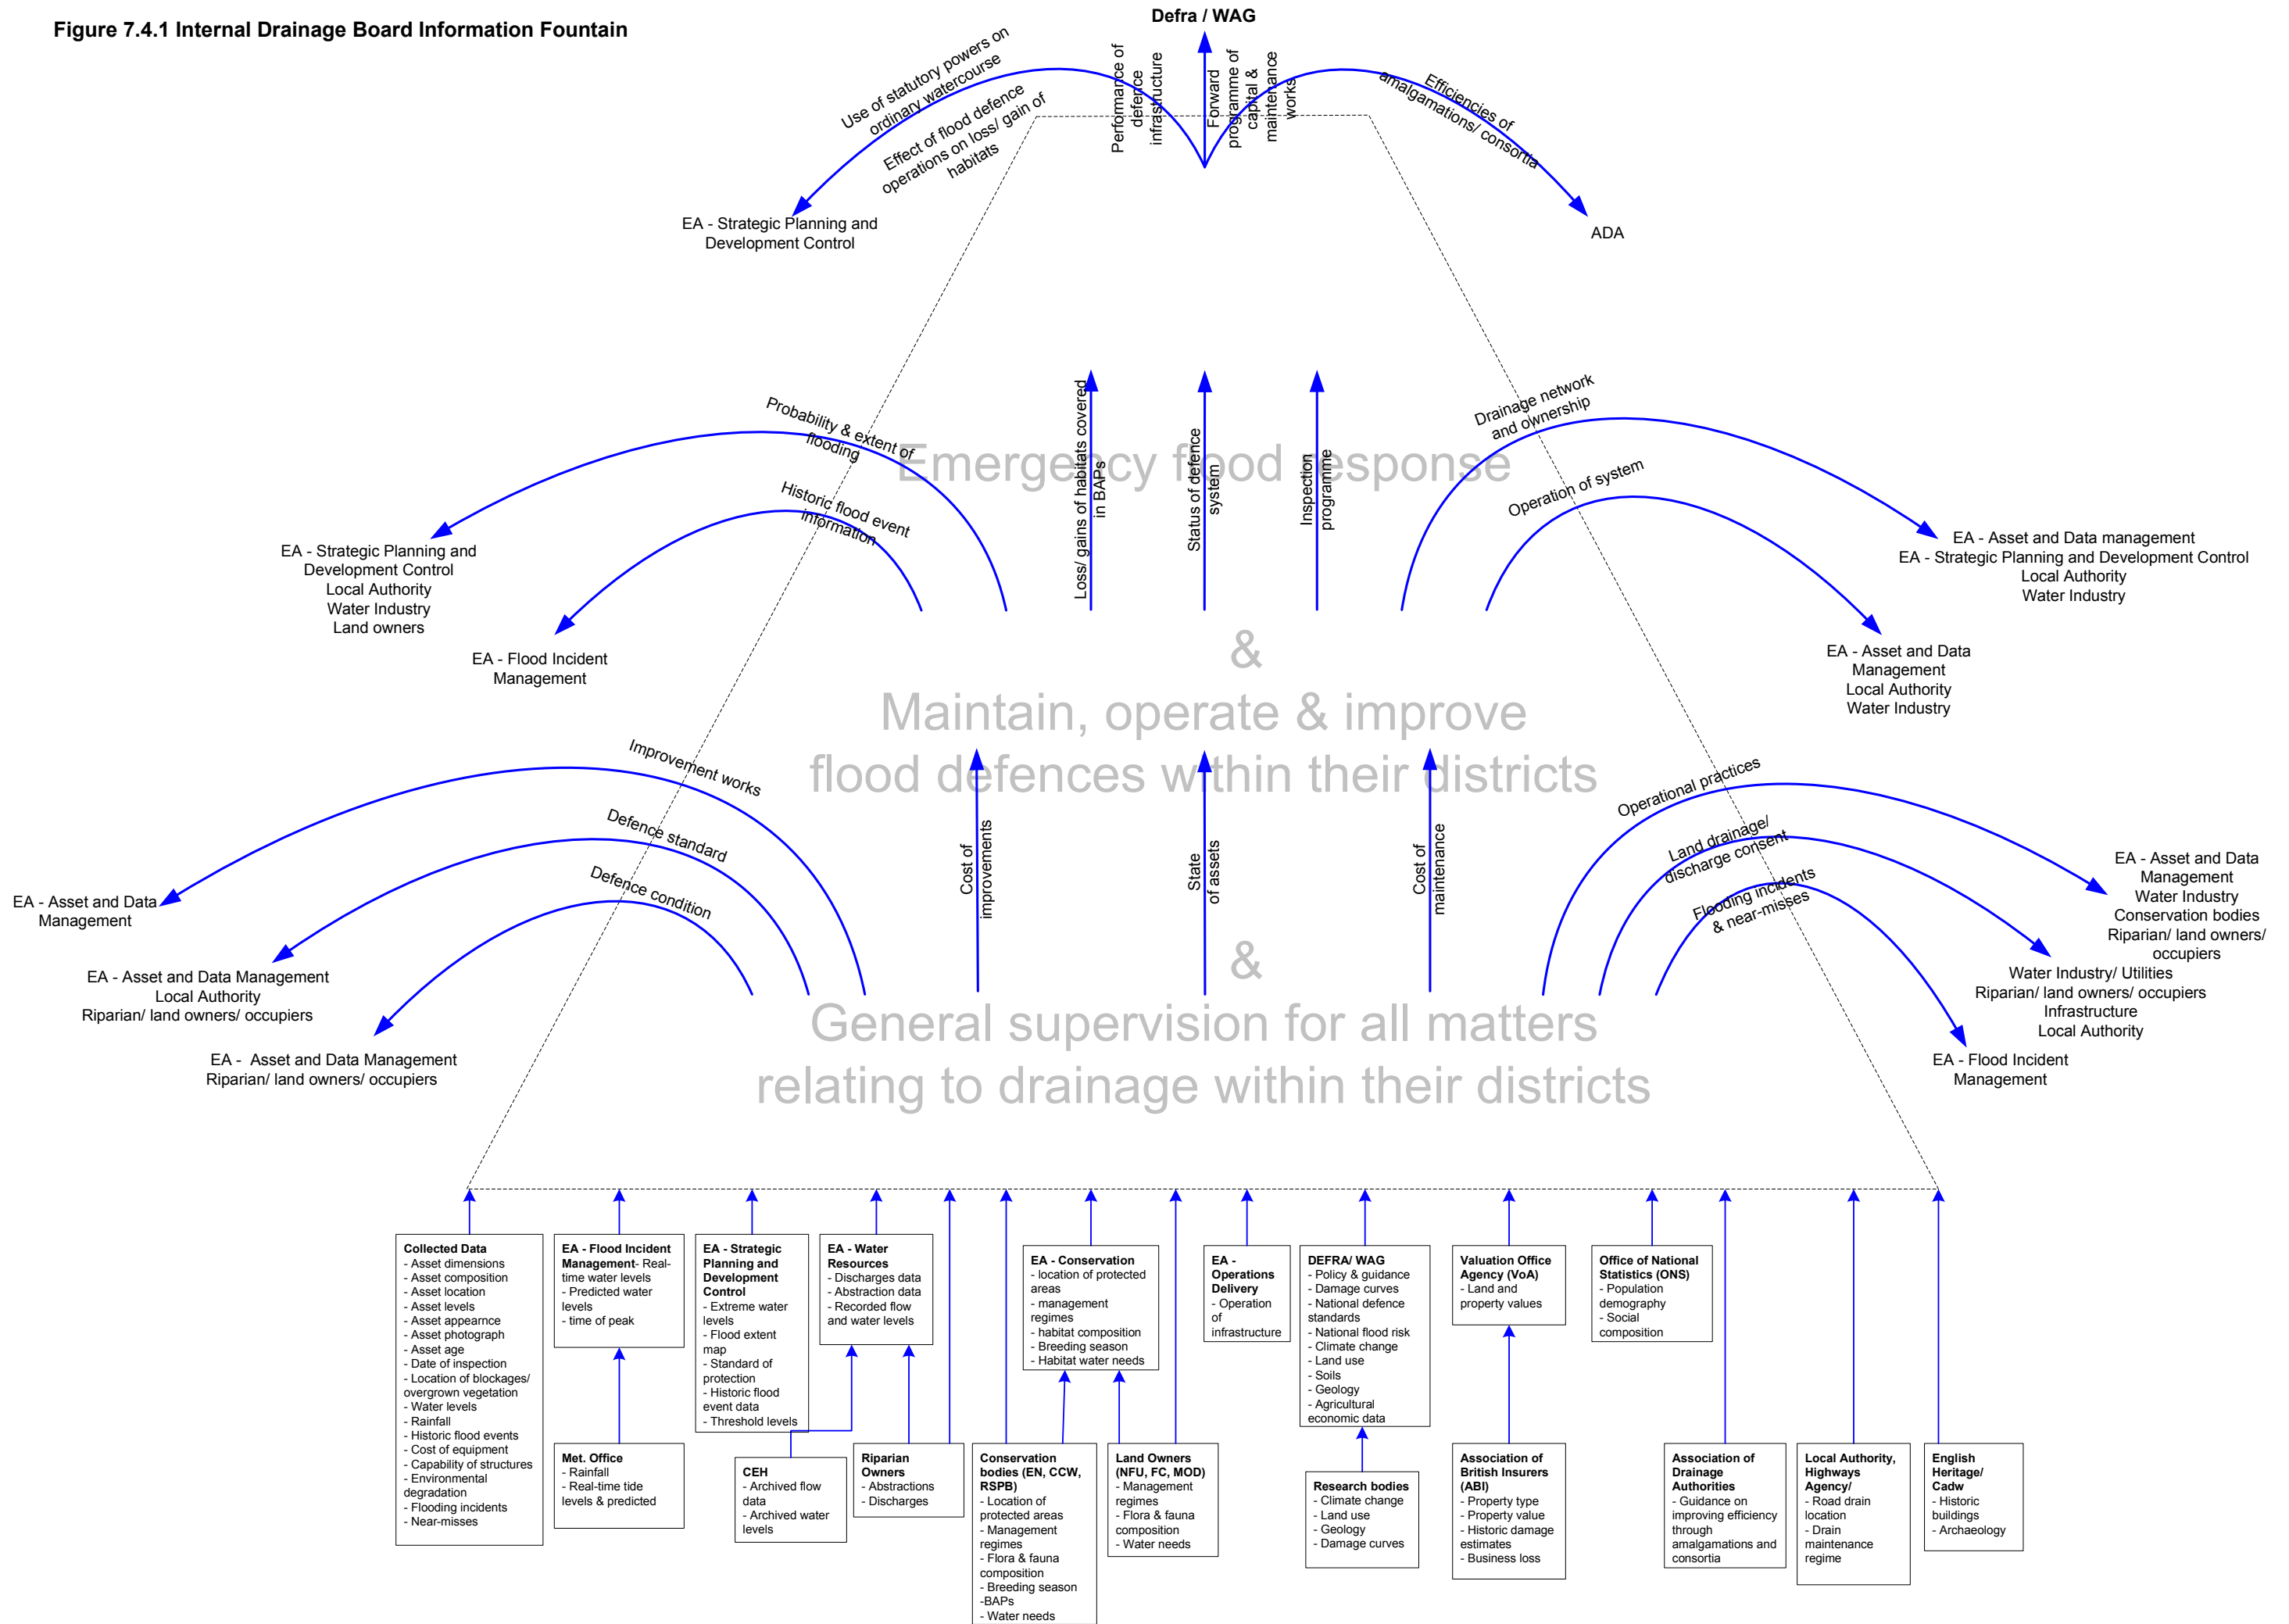 Figure 7.4.1 Internal Drainage Board Information Fountain
Defra / WAG
Use of statutory powers on
ordinary watercourse
Effect of flood defence
operations on loss/ gain of
habitats
Performance of
defence
infrastructure
Forward
programme of
capital &
maintenance
works
Efficiencies of
amalgamations/ consortia
EA - Strategic Planning and
Development Control
ADA
Probability & extent of
flooding
Historic flood event
information
Loss/ gains of habitats covered
in BAPs
Status of defence
system
Inspection
programme
Drainage network
and ownership
Operation of system
Emergency flood response
EA - Strategic Planning and
Development Control
Local Authority
Water Industry
Land owners
EA - Flood Incident
Management
EA - Asset and Data management
EA - Strategic Planning and Development Control
Local Authority
Water Industry
EA - Asset and Data
Management
Local Authority
Water Industry
&
Maintain, operate & improve
flood defences within their districts
Improvement works
Defence standard
Defence condition
Cost of
improvements
State
of assets
Cost of
maintenance
Operational practices
Land drainage/
discharge consent
Flooding incidents
& near-misses
EA - Asset and Data
Management
EA - Asset and Data Management
Local Authority
Riparian/ land owners/ occupiers
EA -  Asset and Data Management
Riparian/ land owners/ occupiers
EA - Asset and Data
Management
Water Industry
Conservation bodies
Riparian/ land owners/
occupiers
Water Industry/ Utilities
Riparian/ land owners/ occupiers
Infrastructure
Local Authority
EA - Flood Incident
Management
&
General supervision for all matters
relating to drainage within their districts
Collected Data
- Asset dimensions
- Asset composition
- Asset location
- Asset levels
- Asset appearnce
- Asset photograph
- Asset age
- Date of inspection
- Location of blockages/
overgrown vegetation
- Water levels
- Rainfall
- Historic flood events
- Cost of equipment
- Capability of structures
- Environmental
degradation
- Flooding incidents
- Near-misses
EA - Flood Incident
Management- Real-
time water levels
- Predicted water
levels
- time of peak
EA - Strategic
Planning and
Development
Control
- Extreme water
levels
- Flood extent
map
- Standard of
protection
- Historic flood
event data
- Threshold levels
EA - Water
Resources
- Discharges data
- Abstraction data
- Recorded flow
and water levels
EA - Conservation
- location of protected
areas
- management
regimes
- habitat composition
- Breeding season
- Habitat water needs
EA -
Operations
Delivery
- Operation
of
infrastructure
DEFRA/ WAG
- Policy & guidance
- Damage curves
- National defence
standards
- National flood risk
- Climate change
- Land use
- Soils
- Geology
- Agricultural
economic data
Valuation Office
Agency (VoA)
- Land and
property values
Office of National
Statistics (ONS)
- Population
demography
- Social
composition
Met. Office
- Rainfall
- Real-time tide
levels & predicted
CEH
- Archived flow
data
- Archived water
levels
Riparian
Owners
- Abstractions
- Discharges
Conservation
bodies (EN, CCW,
RSPB)
- Location of
protected areas
- Management
regimes
- Flora & fauna
composition
- Breeding season
-BAPs
- Water needs
Land Owners
(NFU, FC, MOD)
- Management
regimes
- Flora & fauna
composition
- Water needs
Research bodies
- Climate change
- Land use
- Geology
- Damage curves
Association of
British Insurers
(ABI)
- Property type
- Property value
- Historic damage
estimates
- Business loss
Association of
Drainage
Authorities
- Guidance on
improving efficiency
through
amalgamations and
consortia
Local Authority,
Highways
Agency/
- Road drain
location
- Drain
maintenance
regime
English
Heritage/
Cadw
- Historic
buildings
- Archaeology